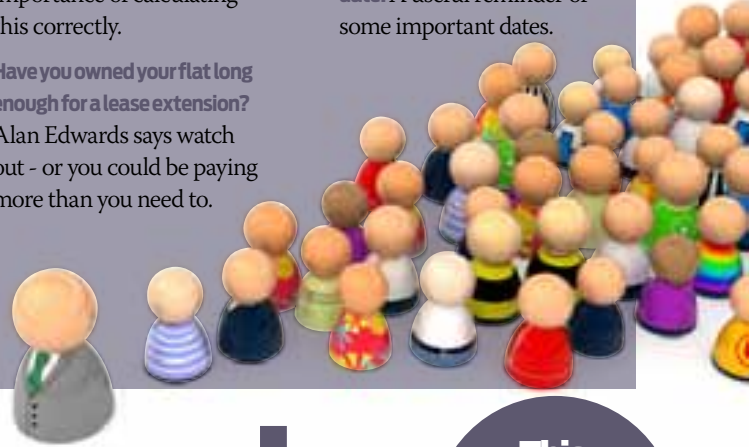 importance of calculating
this correctly.
Have you owned your flat long
enough for a lease extension?
Alan Edwards says watch
out - or you could be paying
more than you need to.
date? A useful reminder of
some important dates.
This